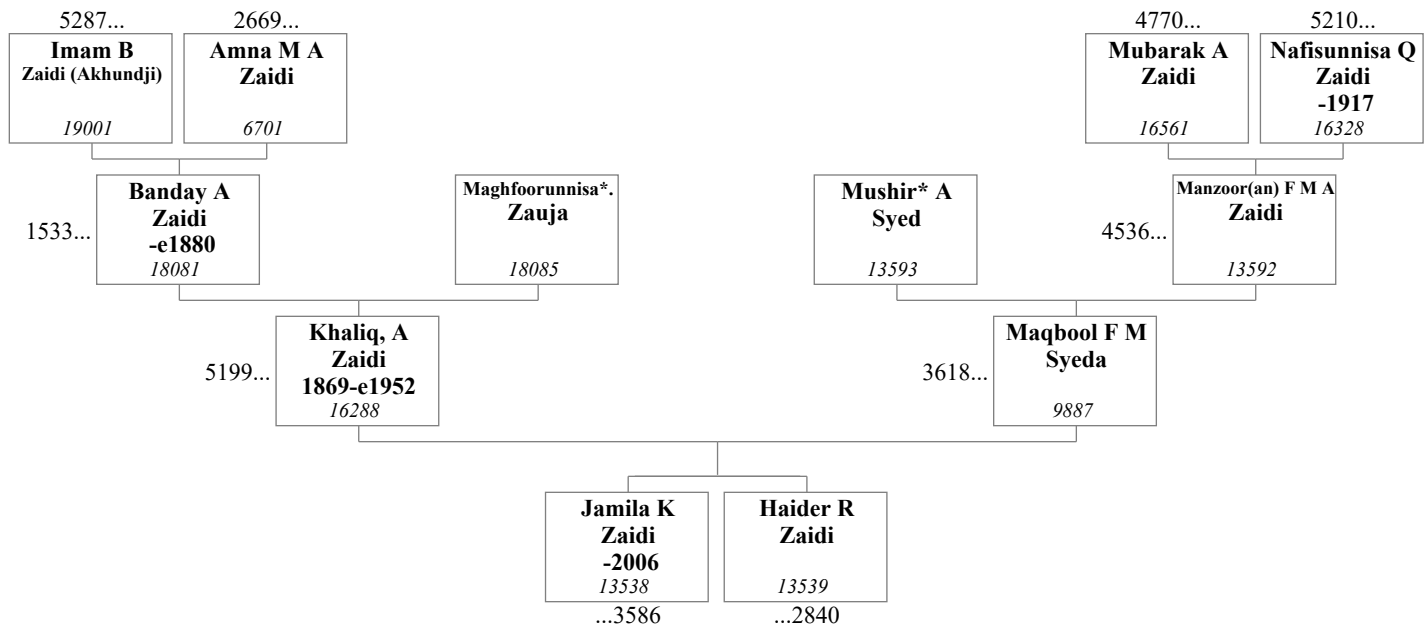 5287...
2669...
4770...
5210...
Imam B
Zaidi (Akhundji)
19001
Amna M A
Zaidi
6701
Mubarak A
Zaidi
16561
Nafisunnisa Q
Zaidi
-1917
16328
1533...
Banday A
Zaidi
-e1880
18081
Maghfoorunnisa*.
Zauja
18085
Mushir* A
Syed
13593
4536...
Manzoor(an) F M A
Zaidi
13592
5199...
Khaliq, A
Zaidi
1869-e1952
16288
3618...
Maqbool F M
Syeda
9887
Jamila K
Zaidi
-2006
13538
...3586
Haider R
Zaidi
13539
...2840